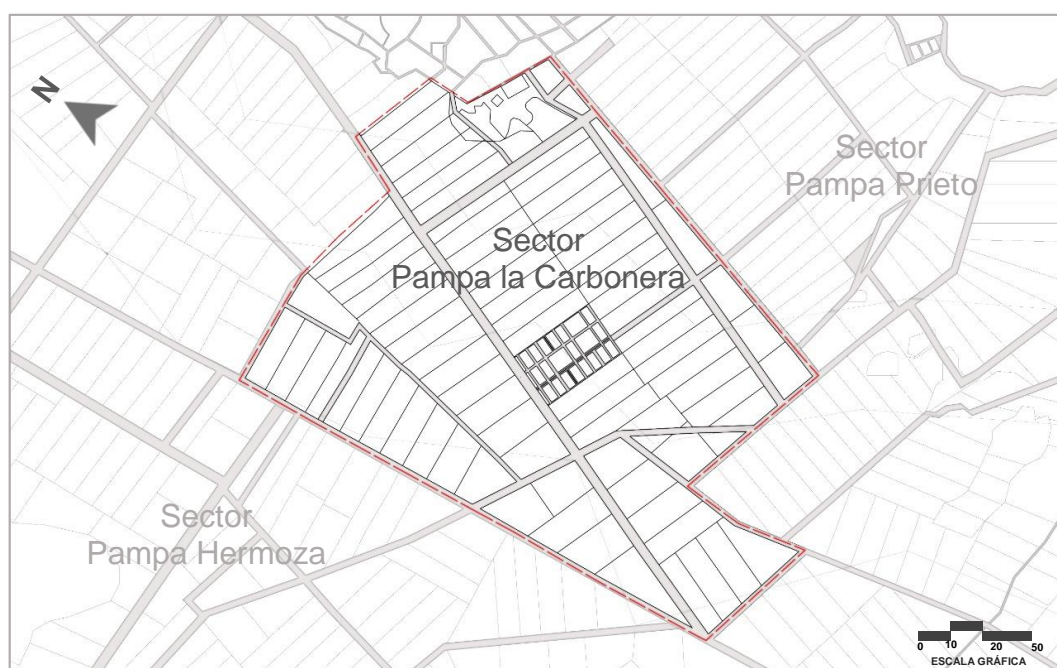 N
Sector
Pampa Prieto
Sector
Pampa la Carbonera
Sector
Pampa Hermoza
0 10 20 50
ESCALA GRÁFICA